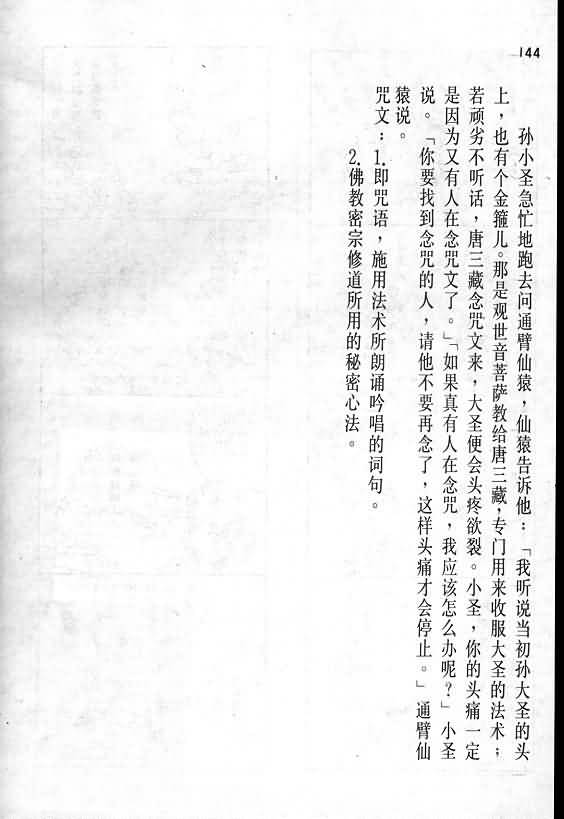 144
孙小圣急忙地跑去问通臂仙猿，仙猿告诉他：「我听说当初孙大圣的头
上，也有个金箍儿。那是观世音菩萨教给唐三藏，专门用来收服大圣的法术；
若顽劣不听话，唐三藏念咒文来，大圣便会头疼欲裂。小圣，你的头痛一定
是因为又有人在念咒文了。」「如果真有人在念咒，我应该怎么办呢？」小圣
说。「你要找到念咒的人，请他不要再念了，这样头痛才会停止。」通臂仙
猿说。
咒文：1.即咒语，施用法术所朗诵吟唱的词句。
2.佛教密宗修道所用的秘密心法。